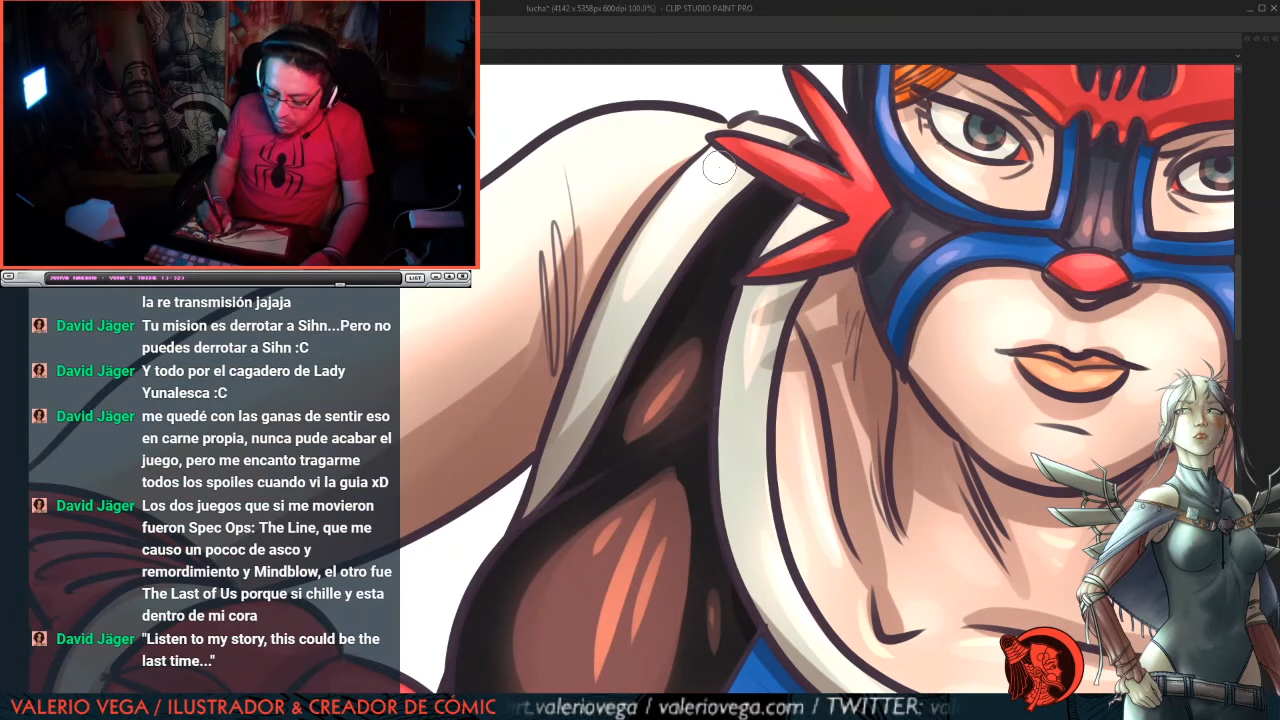 lucha* (4142 x 5358px 600dpi 100.0%) - CLIP STUDIO PAINT PRO
LIST
la re transmisión jajaja
David Jäger Tu mision es derrotar a Sihn...Pero no
puedes derrotar a Sihn :C
David Jäger Y todo por el cagadero de Lady
Yunalesca :C
David Jäger me quedé con las ganas de sentir eso
en carne propia, nunca pude acabar el
juego, pero me encanto tragarme
todos los spoiles cuando vi la guia xD
David Jäger Los dos juegos que si me movieron
fueron Spec Ops: The Line, que me
causo un pococ de asco y
remordimiento y Mindblow, el otro fue
The Last of Us porque si chille y esta
dentro de mi cora
David Jäger "Listen to my story, this could be the
last time..."
VALERIO VEGA / ILUSTRADOR & CREADOR DE CÓMIC
art.valeriovega / valeriovega.com / TWITTER: val